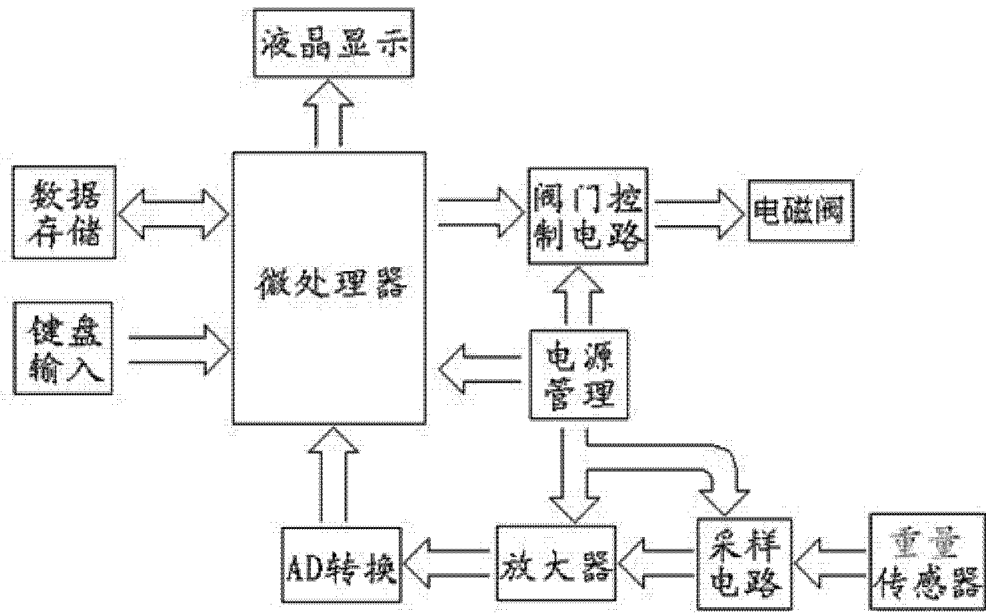 液晶显示
数据
存储
阀门控
制电路
电磁阀
微处理器
键盘
输入
电源
管理
AD转换
放大器
采样
电路
重量
传感器